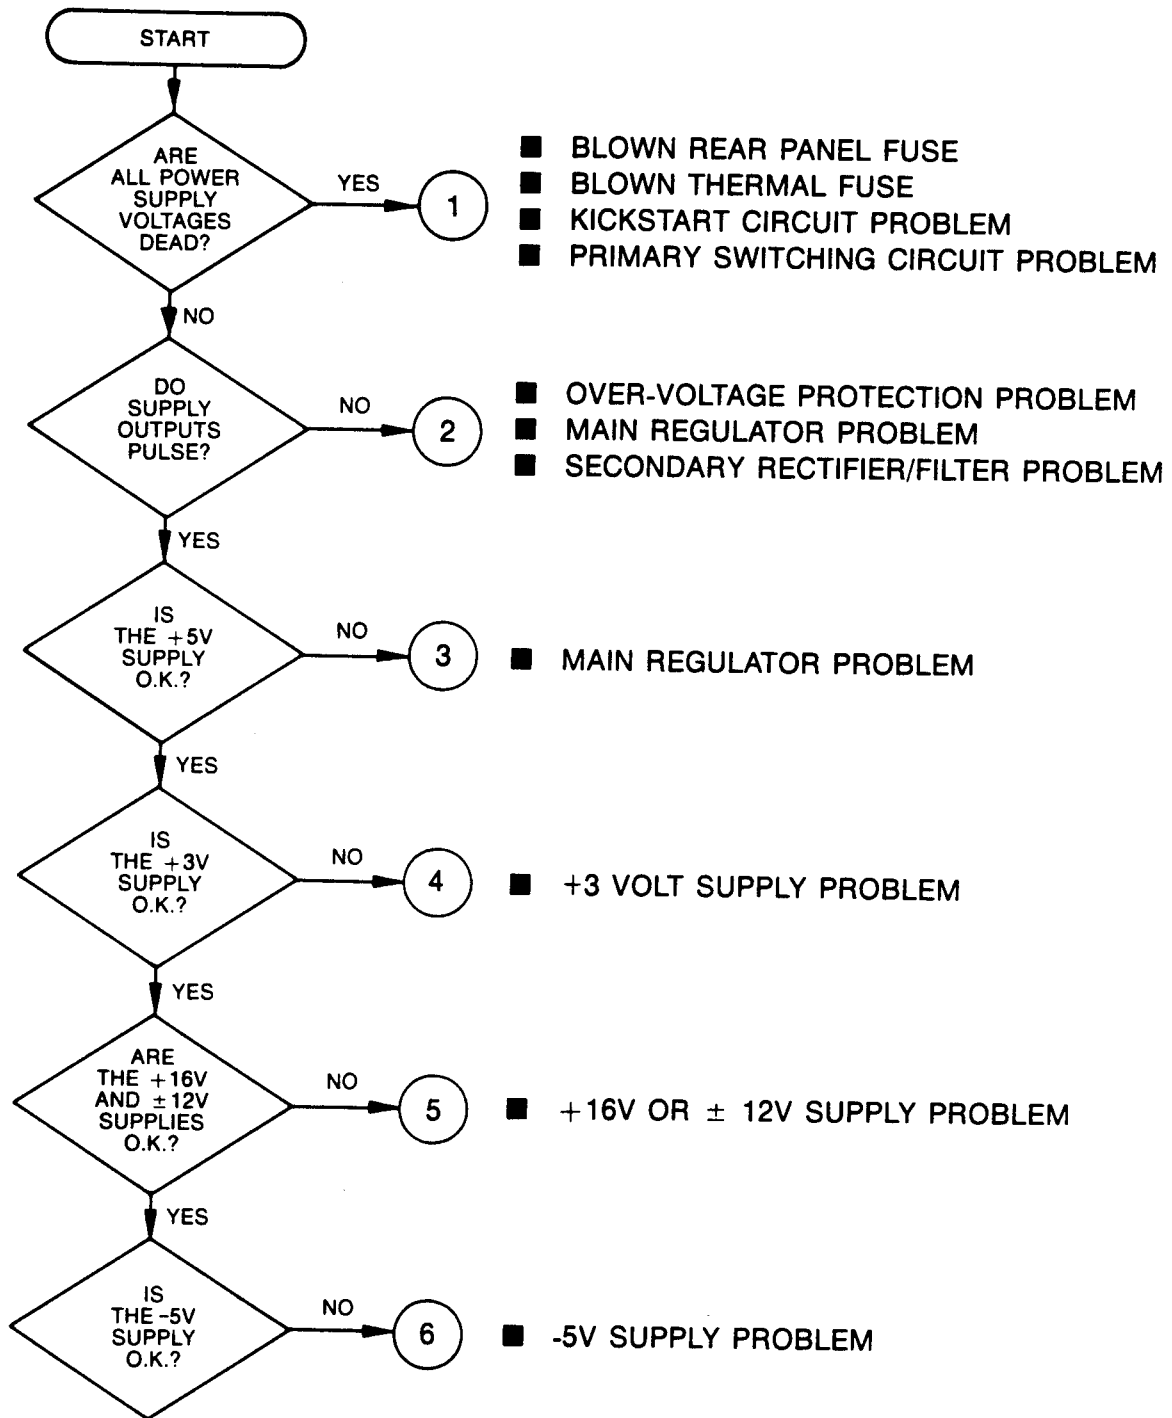 START
ARE
ALL POWER
SUPPLY
VOLTAGES
DEAD?
YES
1
■ BLOWN REAR PANEL FUSE
■ BLOWN THERMAL FUSE
■ KICKSTART CIRCUIT PROBLEM
■ PRIMARY SWITCHING CIRCUIT PROBLEM
NO
DO
SUPPLY
OUTPUTS
PULSE?
NO
2
■ OVER-VOLTAGE PROTECTION PROBLEM
■ MAIN REGULATOR PROBLEM
■ SECONDARY RECTIFIER/FILTER PROBLEM
YES
IS
THE +5V
SUPPLY
O.K.?
NO
3
■ MAIN REGULATOR PROBLEM
YES
IS
THE +3V
SUPPLY
O.K.?
NO
4
■ +3 VOLT SUPPLY PROBLEM
YES
ARE
THE +16V
AND ±12V
SUPPLIES
O.K.?
NO
5
■ +16V OR ± 12V SUPPLY PROBLEM
YES
IS
THE -5V
SUPPLY
O.K.?
NO
6
■ -5V SUPPLY PROBLEM